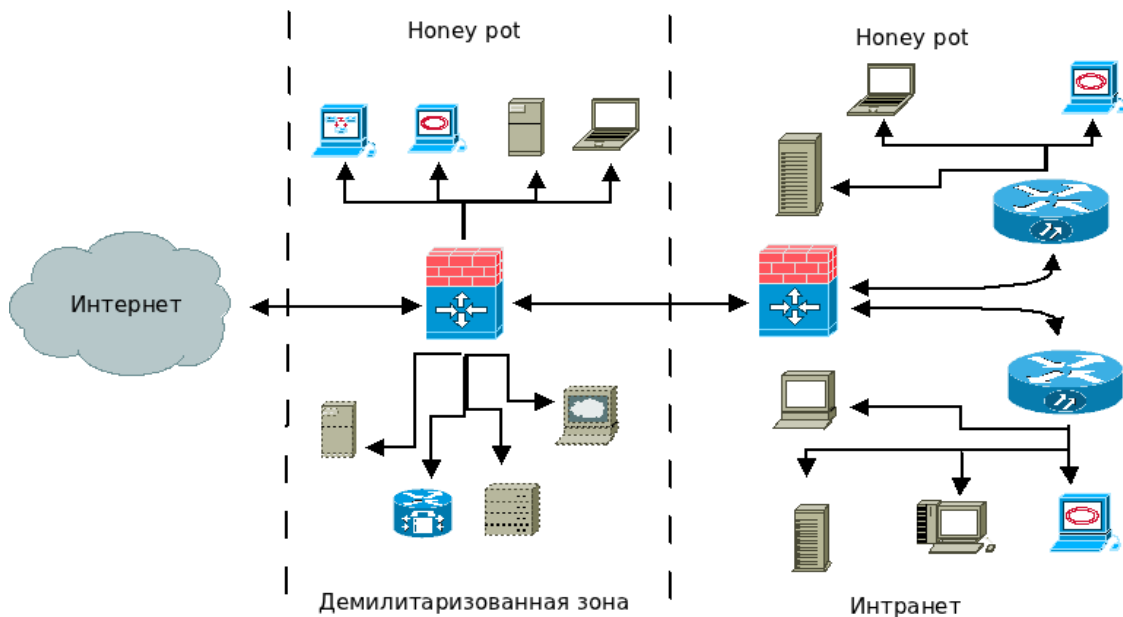 Honey pot
Honey pot
Интернет
Демилитаризованная зона
Интранет